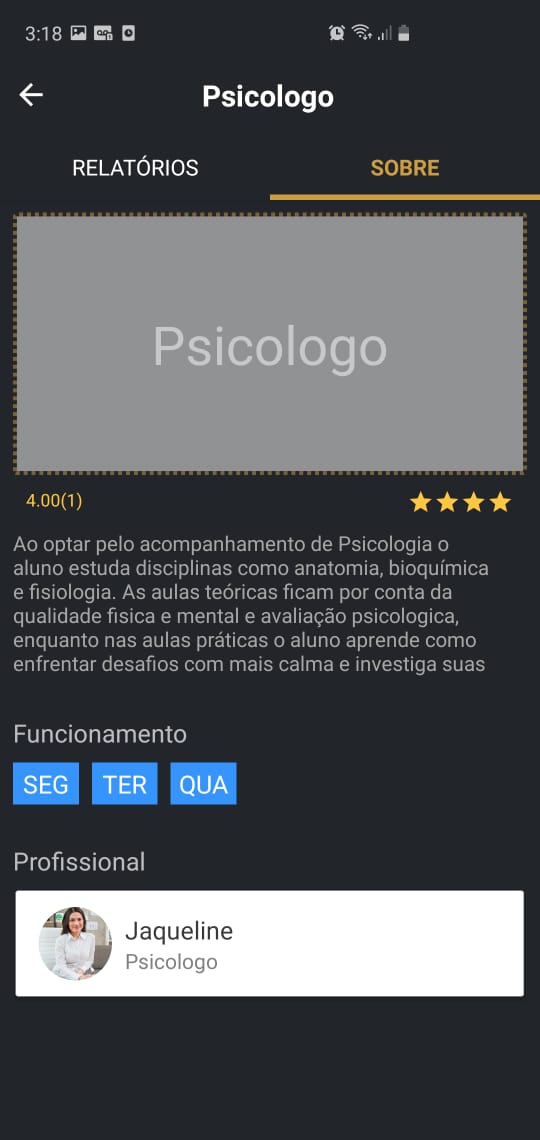 3:18
Psicologo
RELATÓRIOS
SOBRE
Psicologo
4.00(1)
Ao optar pelo acompanhamento de Psicologia o
aluno estuda disciplinas como anatomia, bioquímica
e fisiologia. As aulas teóricas ficam por conta da
qualidade fisica e mental e avaliação psicologica,
enquanto nas aulas práticas o aluno aprende como
enfrentar desafios com mais calma e investiga suas
Funcionamento
SEG TER QUA
Profissional
Jaqueline
Psicologo